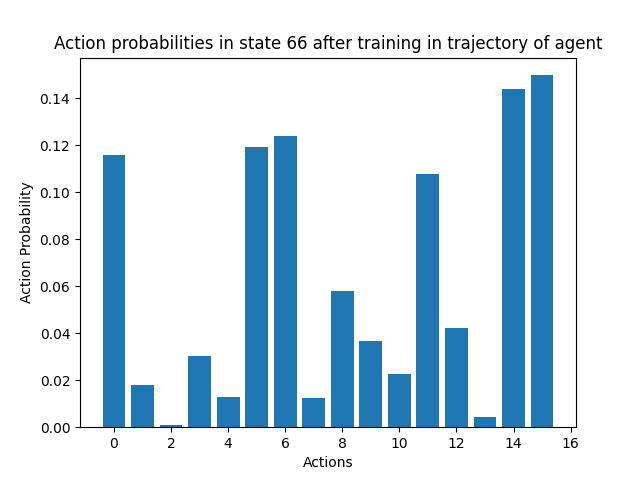 Action probabilities in state 66 after training in trajectory of agent
0.14
0.12
0.10
0.08
0.06
0.04
0.02
0.00
Action Probability
0 2 4 6 8 10 12 14 16
Actions